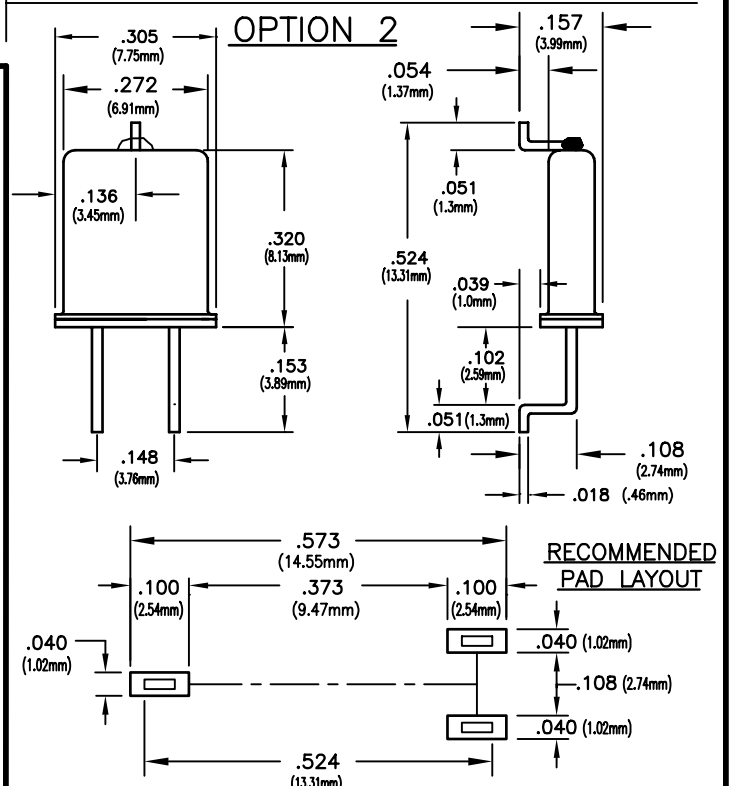 OPTION 2
.305
(7.75mm)
.272
(6.91mm)
.136
(3.45mm)
.320
(8.13mm)
.153
(3.89mm)
.148
(3.76mm)
.157
(3.99mm)
.054
(1.37mm)
.051
(1.3mm)
.524
(13.31mm)
.039
(1.0mm)
.102
(2.59mm)
.051(1.3mm)
.108
(2.74mm)
.018 (.46mm)
RECOMMENDED
PAD LAYOUT
.573
(14.55mm)
.100
(2.54mm)
.373
(9.47mm)
.100
(2.54mm)
.040
(1.02mm)
.040 (1.02mm)
.108 (2.74mm)
.040 (1.02mm)
.524
(13.31mm)